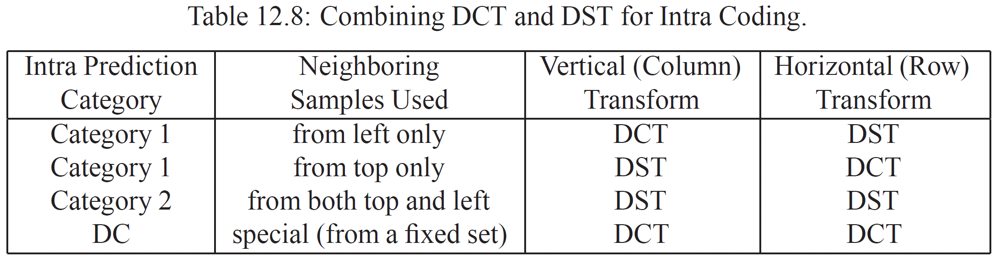 Table 12.8: Combining DCT and DST for Intra Coding.
Intra Prediction Neighboring Vertical (Column) Horizontal (Row)
Category Samples Used Transform Transform
Category 1 from left only DCT DST
Category 1 from top only DST DCT
Category 2 from both top and left DST DST
DC special (from a fixed set) DCT DCT